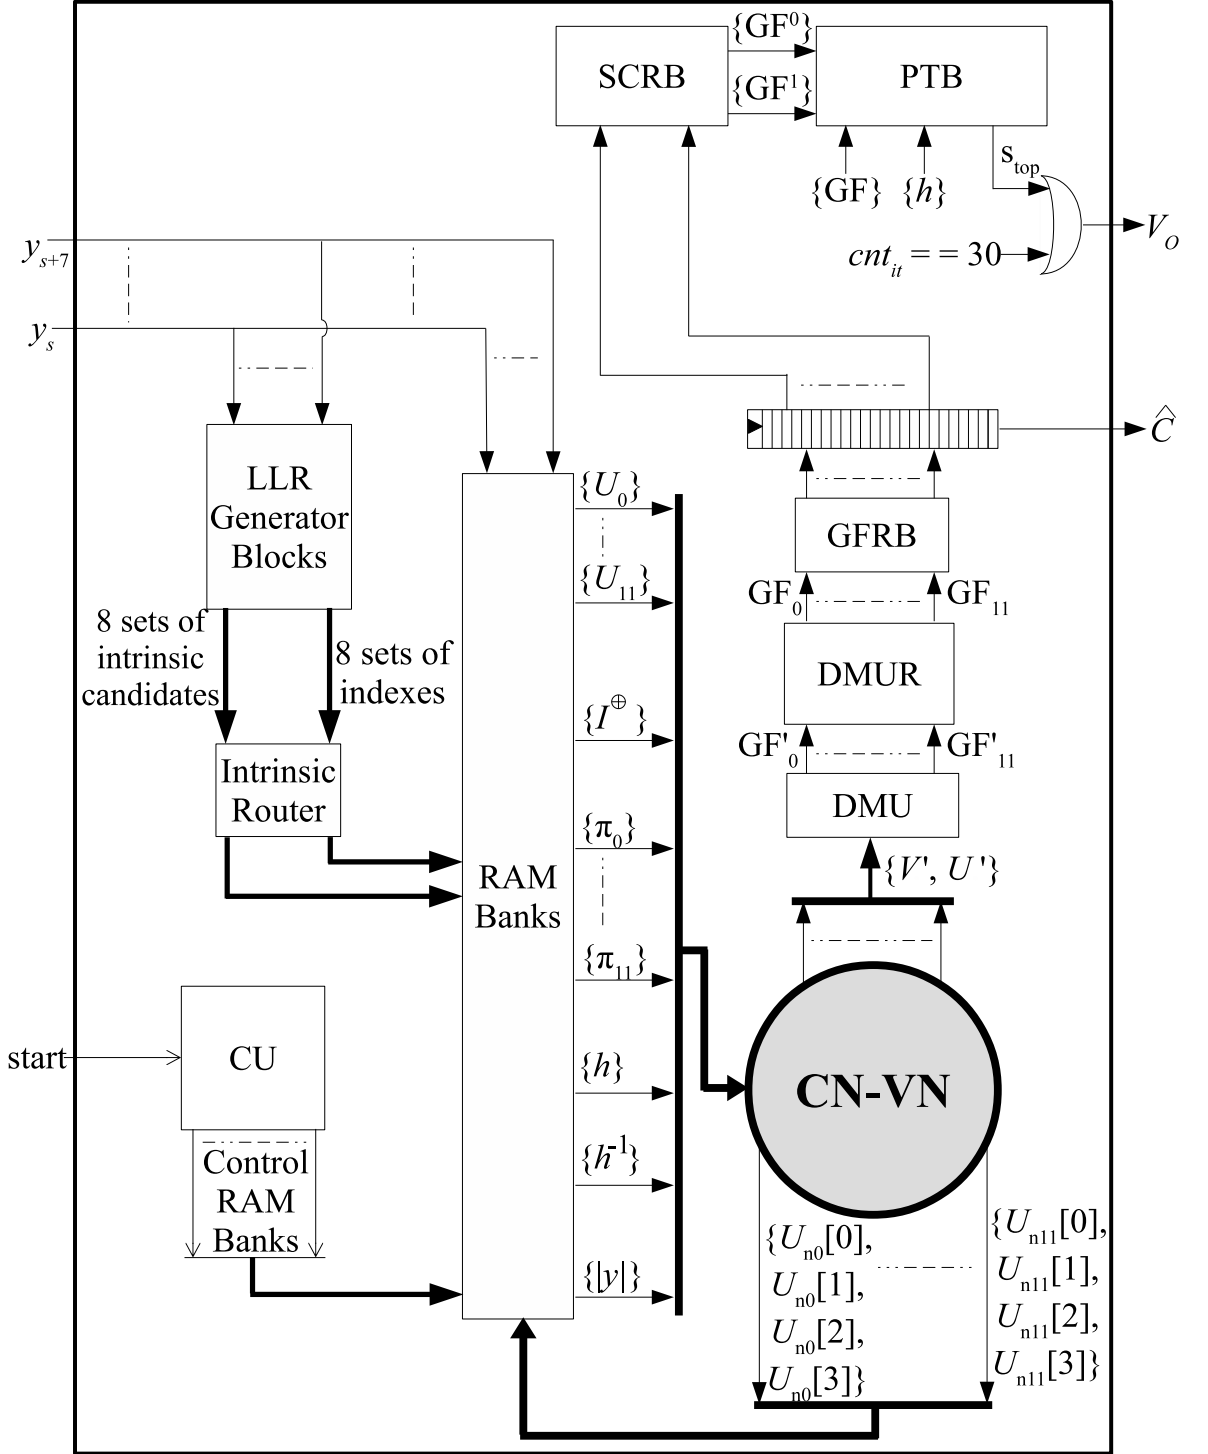 {GF⁰}
SCRB
PTB
{GF¹}
s_top
{GF}
{h}
V_O
cnt_it = = 30
y_s+7
y_s
Ĉ
LLR
Generator
Blocks
{U_0}
GFRB
{U_11}
GF_0
GF_11
8 sets of
intrinsic
candidates
8 sets of
indexes
DMUR
{I^⊕}
GF'_0
GF'_11
Intrinsic
Router
DMU
{π_0}
{V', U'}
RAM
Banks
{π_11}
start
CU
{h}
CN-VN
Control
RAM
Banks
{h⁻¹}
{|y|}
{U_n0[0],
U_n0[1],
U_n0[2],
U_n0[3]}
{U_n11[0],
U_n11[1],
U_n11[2],
U_n11[3]}